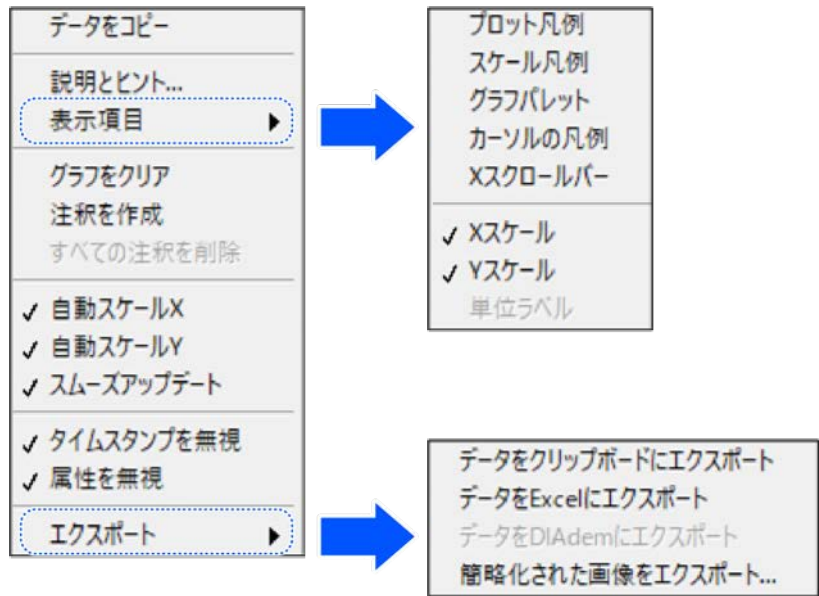 データをコピー
説明とヒント...
表示項目
グラフをクリア
注釈を作成
すべての注釈を削除
自動スケールX
自動スケールY
スムーズアップデート
タイムスタンプを無視
属性を無視
エクスポート
プロット凡例
スケール凡例
グラフパレット
カーソルの凡例
Xスクロールバー
Xスケール
Yスケール
単位ラベル
データをクリップボードにエクスポート
データをExcelにエクスポート
データをDIAdemにエクスポート
簡略化された画像をエクスポート...